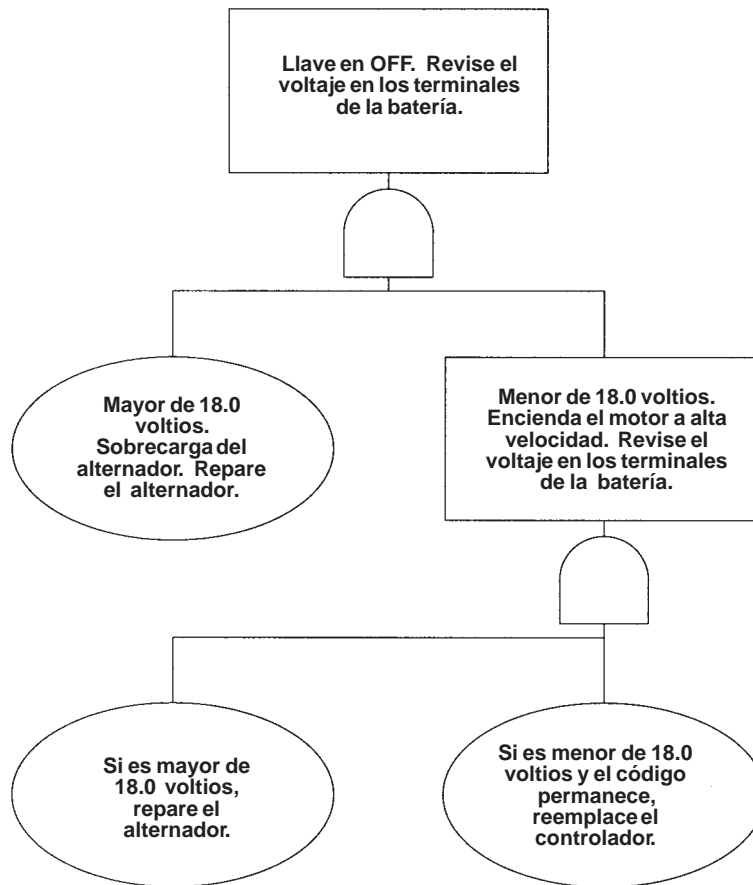 Llave en OFF. Revise el
voltaje en los terminales
de la batería.
Mayor de 18.0
voltios.
Sobrecarga del
alternador. Repare
el alternador.
Menor de 18.0 voltios.
Encienda el motor a alta
velocidad. Revise el
voltaje en los terminales
de la batería.
Si es mayor de
18.0 voltios,
repare el
alternador.
Si es menor de 18.0
voltios y el código
permanece,
reemplace el
controlador.